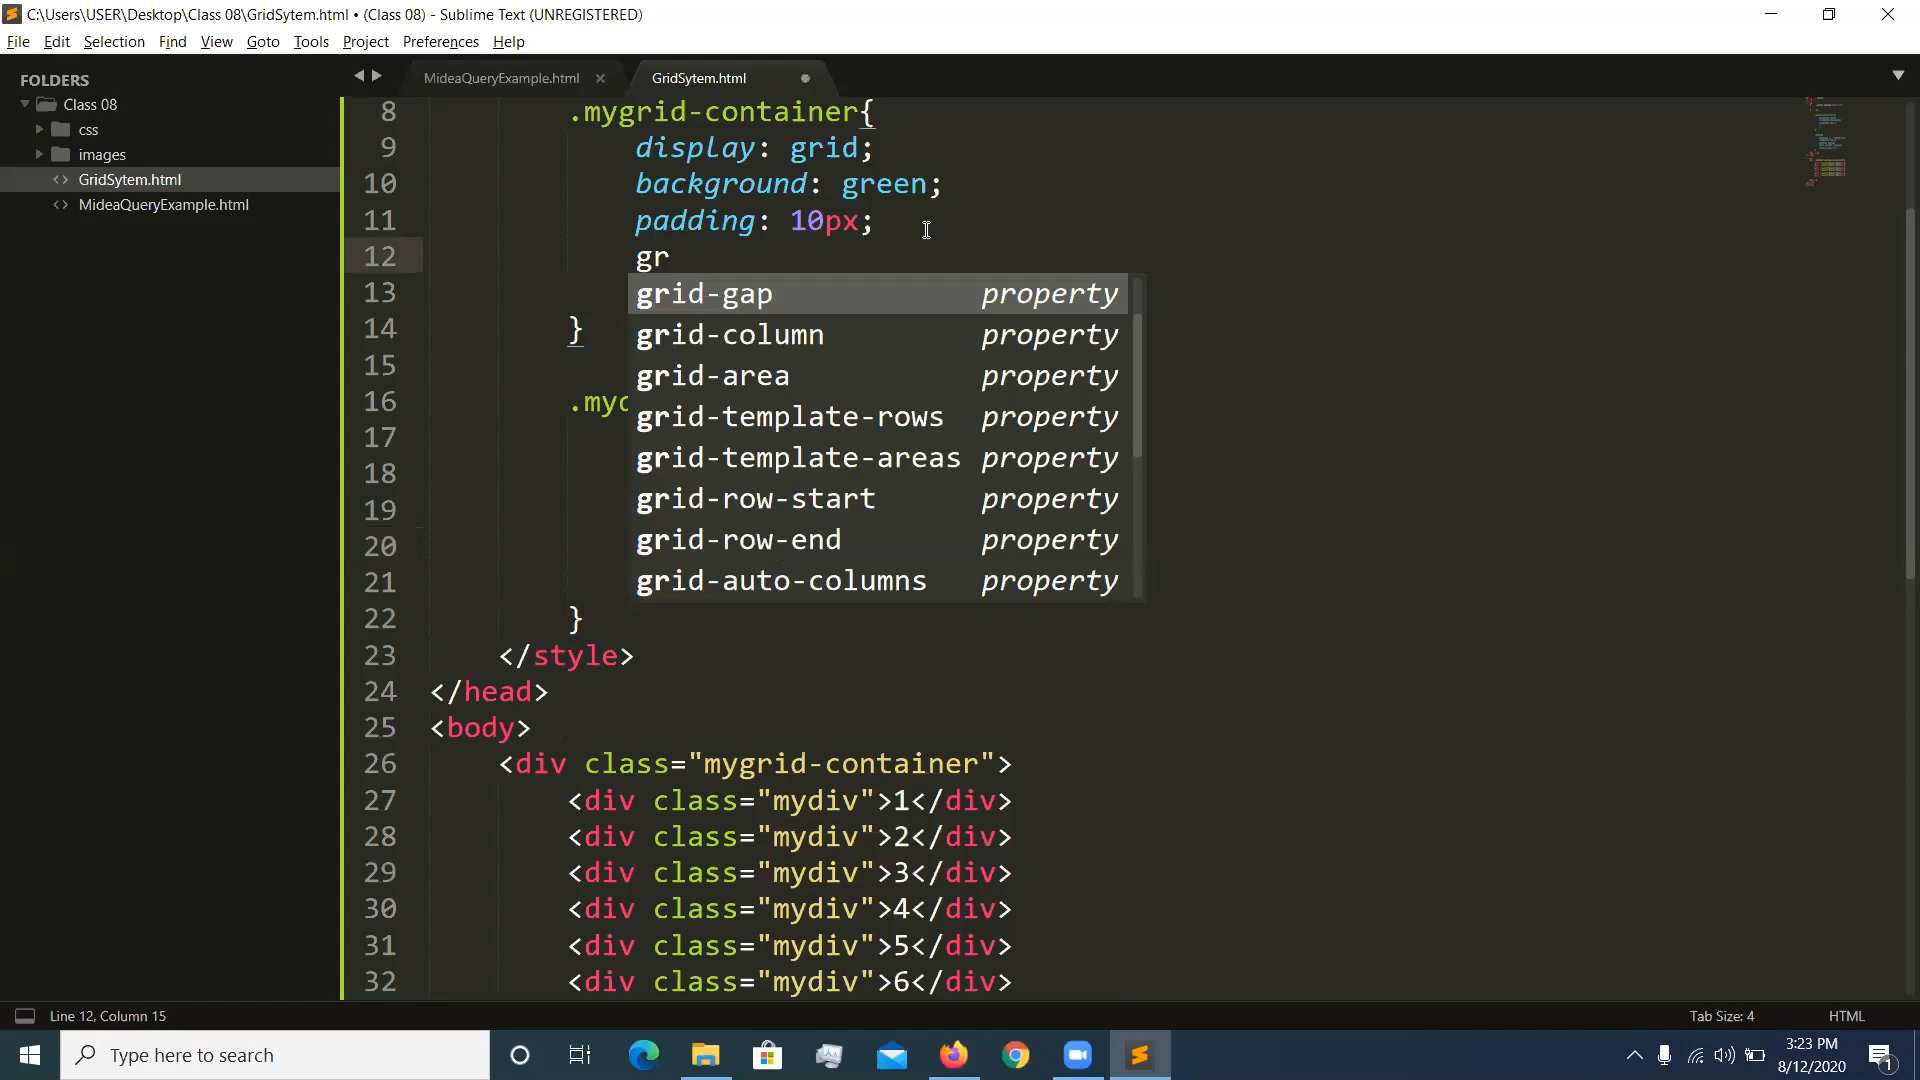 C:\Users\USER\Desktop\Class 08\GridSytem.html • (Class 08) - Sublime Text (UNREGISTERED)
File Edit Selection Find View Goto Tools Project Preferences Help
FOLDERS
Class 08
css
images
GridSytem.html
MideaQueryExample.html
MideaQueryExample.html
GridSytem.html
8 .mygrid-container{
9 display: grid;
10 background: green;
11 padding: 10px;
12 gr
13
14 }
15
16 .myd
17
18
19
20
21
22 }
23 </style>
24 </head>
25 <body>
26 <div class="mygrid-container">
27 <div class="mydiv">1</div>
28 <div class="mydiv">2</div>
29 <div class="mydiv">3</div>
30 <div class="mydiv">4</div>
31 <div class="mydiv">5</div>
32 <div class="mydiv">6</div>
grid-gap property
grid-column property
grid-area property
grid-template-rows property
grid-template-areas property
grid-row-start property
grid-row-end property
grid-auto-columns property
Line 12, Column 15
Tab Size: 4
HTML
Type here to search
3:23 PM
8/12/2020
1